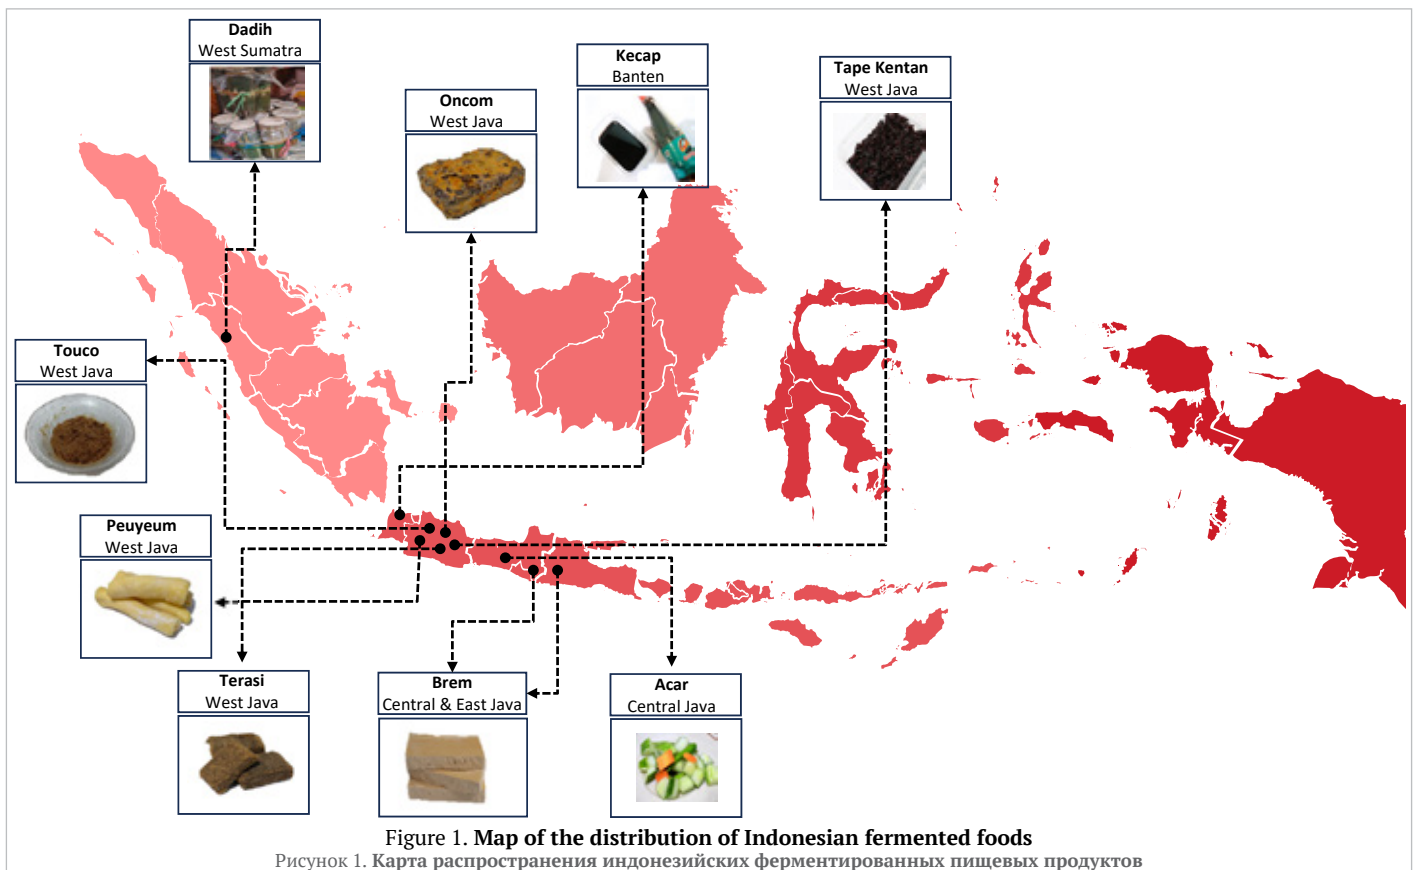 Dadih
West Sumatra
Kecap
Banten
Tape Kentan
West Java
Oncom
West Java
Touco
West Java
Peuyeum
West Java
Terasi
West Java
Brem
Central & East Java
Acar
Central Java
Figure 1. Map of the distribution of Indonesian fermented foods
Рисунок 1. Карта распространения индонезийских ферментированных пищевых продуктов